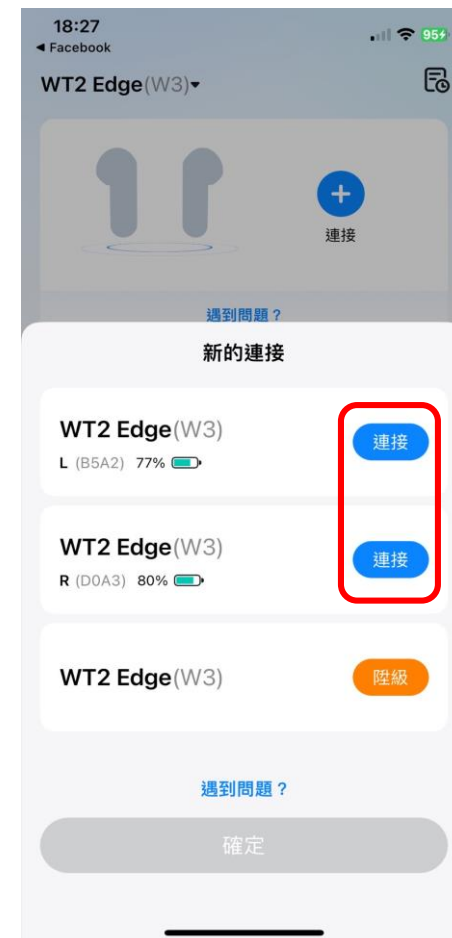 18:27
95
◄ Facebook
WT2 Edge(W3)▾
連接
遇到問題？
新的連接
WT2 Edge(W3)
L (B5A2) 77%
連接
WT2 Edge(W3)
R (D0A3) 80%
連接
WT2 Edge(W3)
陞級
遇到問題？
確定